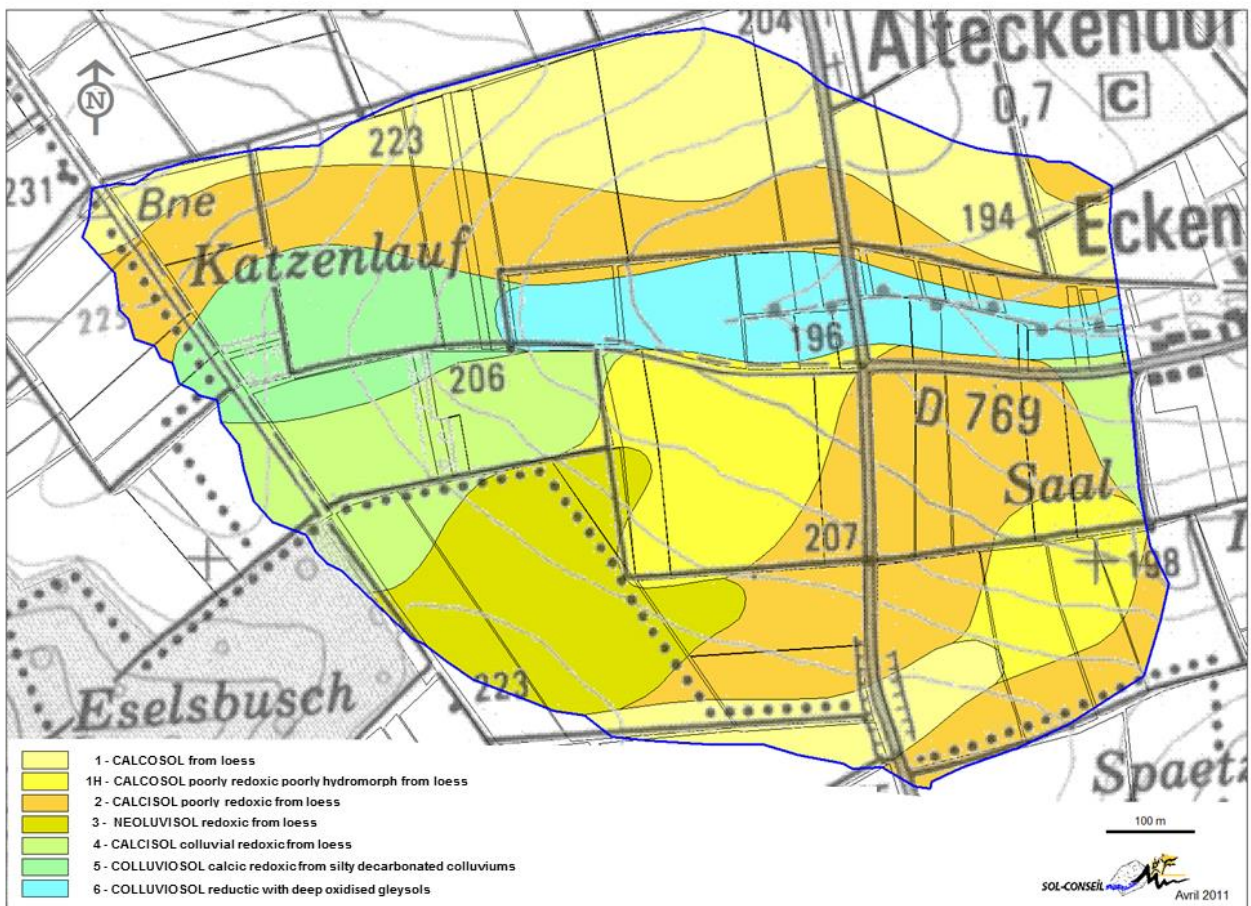 204
Alteckendor
0,7
C
223
231
Bne
Katzenlauf
194
Ecken
223
196
206
D 769
Saal
207
198
223
Eselsbusch
Spaetz
1 - CALCOSOL from loess
1H - CALCOSOL poorly redoxic poorly hydromorph from loess
2 - CALCISOL poorly redoxic from loess
3 - NEOLUVISOL redoxic from loess
4 - CALCISOL colluvial redoxic from loess
5 - COLLUVIOSOL calcic redoxic from silty decarbonated colluviums
6 - COLLUVIOSOL reductic with deep oxidised gleysols
100 m
N
SOL-CONSEIL
Avril 2011